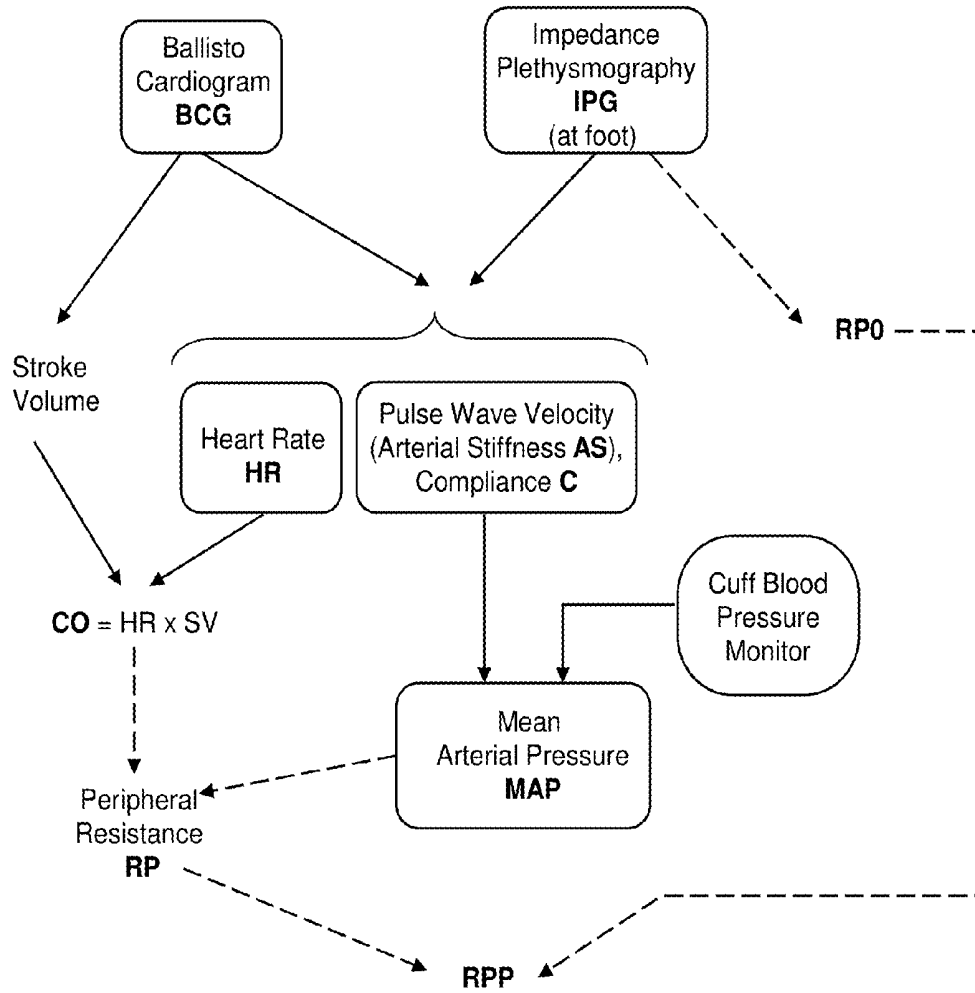 Ballisto
Cardiogram
BCG
Impedance
Plethysmography
IPG
(at foot)
RP0
Stroke
Volume
Heart Rate
HR
Pulse Wave Velocity
(Arterial Stiffness AS),
Compliance C
Cuff Blood
Pressure
Monitor
CO = HR x SV
Mean
Arterial Pressure
MAP
Peripheral
Resistance
RP
RPP